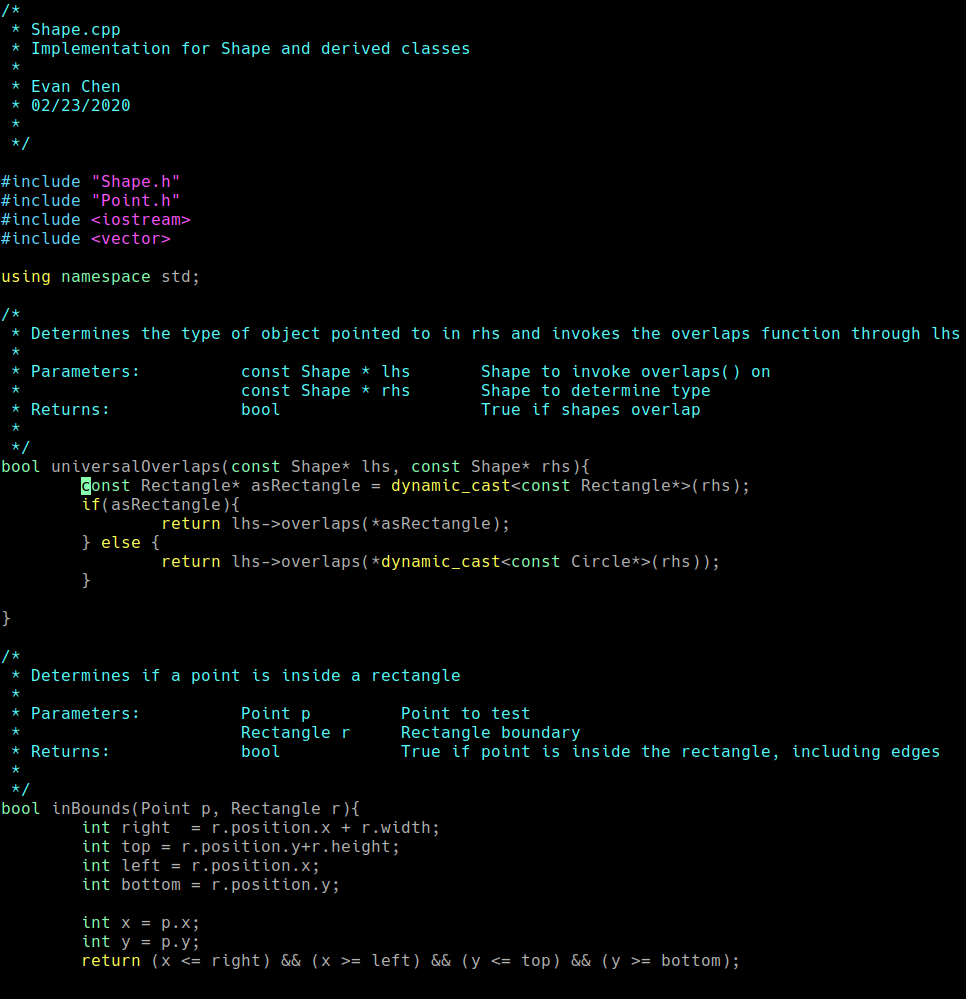 /*
 * Shape.cpp
 * Implementation for Shape and derived classes
 *
 * Evan Chen
 * 02/23/2020
 *
 */

#include "Shape.h"
#include "Point.h"
#include <iostream>
#include <vector>

using namespace std;

/*
 * Determines the type of object pointed to in rhs and invokes the overlaps function through lhs
 *
 * Parameters:          const Shape * lhs       Shape to invoke overlaps() on
 *                      const Shape * rhs       Shape to determine type
 * Returns:             bool                    True if shapes overlap
 *
 */
bool universalOverlaps(const Shape* lhs, const Shape* rhs){
        const Rectangle* asRectangle = dynamic_cast<const Rectangle*>(rhs);
        if(asRectangle){
                return lhs->overlaps(*asRectangle);
        } else {
                return lhs->overlaps(*dynamic_cast<const Circle*>(rhs));
        }

}

/*
 * Determines if a point is inside a rectangle
 *
 * Parameters:          Point p         Point to test
 *                      Rectangle r     Rectangle boundary
 * Returns:             bool            True if point is inside the rectangle, including edges
 *
 */
bool inBounds(Point p, Rectangle r){
        int right  = r.position.x + r.width;
        int top = r.position.y+r.height;
        int left = r.position.x;
        int bottom = r.position.y;

        int x = p.x;
        int y = p.y;
        return (x <= right) && (x >= left) && (y <= top) && (y >= bottom);